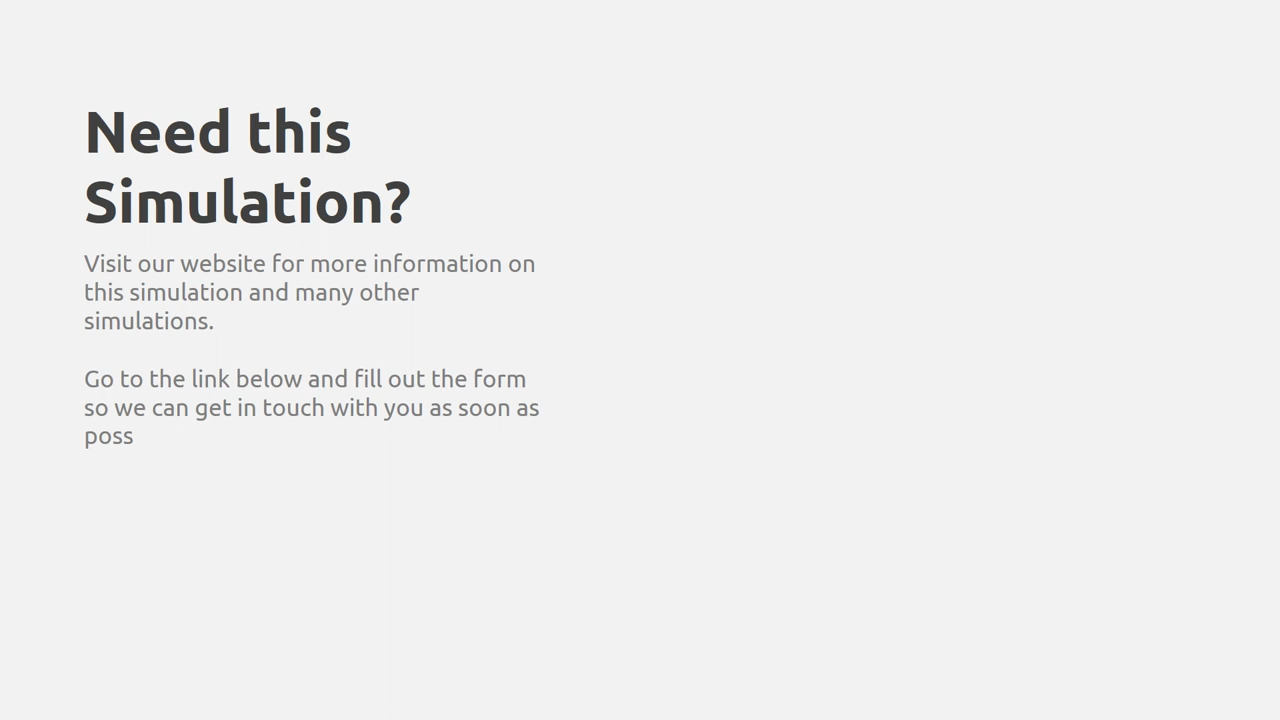 Need this
Simulation?
Visit our website for more information on
this simulation and many other
simulations.
Go to the link below and fill out the form
so we can get in touch with you as soon as
poss